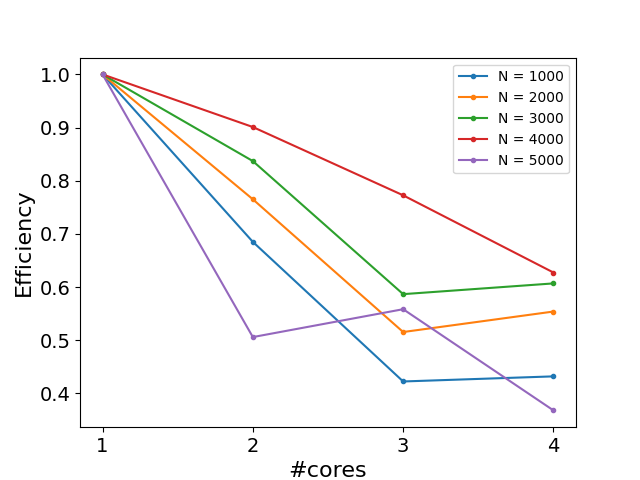 1.0
0.9
0.8
0.7
0.6
0.5
0.4
Efficiency
1 2 3 4
#cores
N = 1000
N = 2000
N = 3000
N = 4000
N = 5000